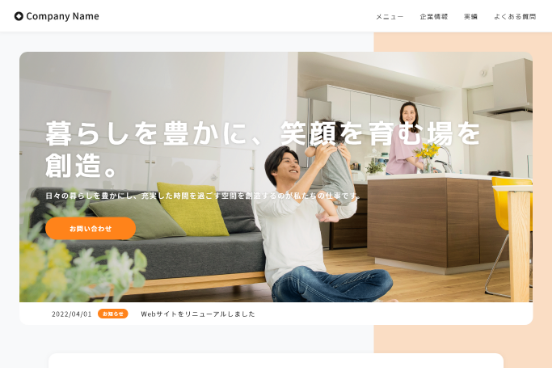 Company Name
メニュー 企業情報 実績 よくある質問
暮らしを豊かに、笑顔を育む場を
創造。
日々の暮らしを豊かにし、充実した時間を過ごす空間を創造するのが私たちの仕事です。
お問い合わせ
2022/04/01 お知らせ Webサイトをリニューアルしました